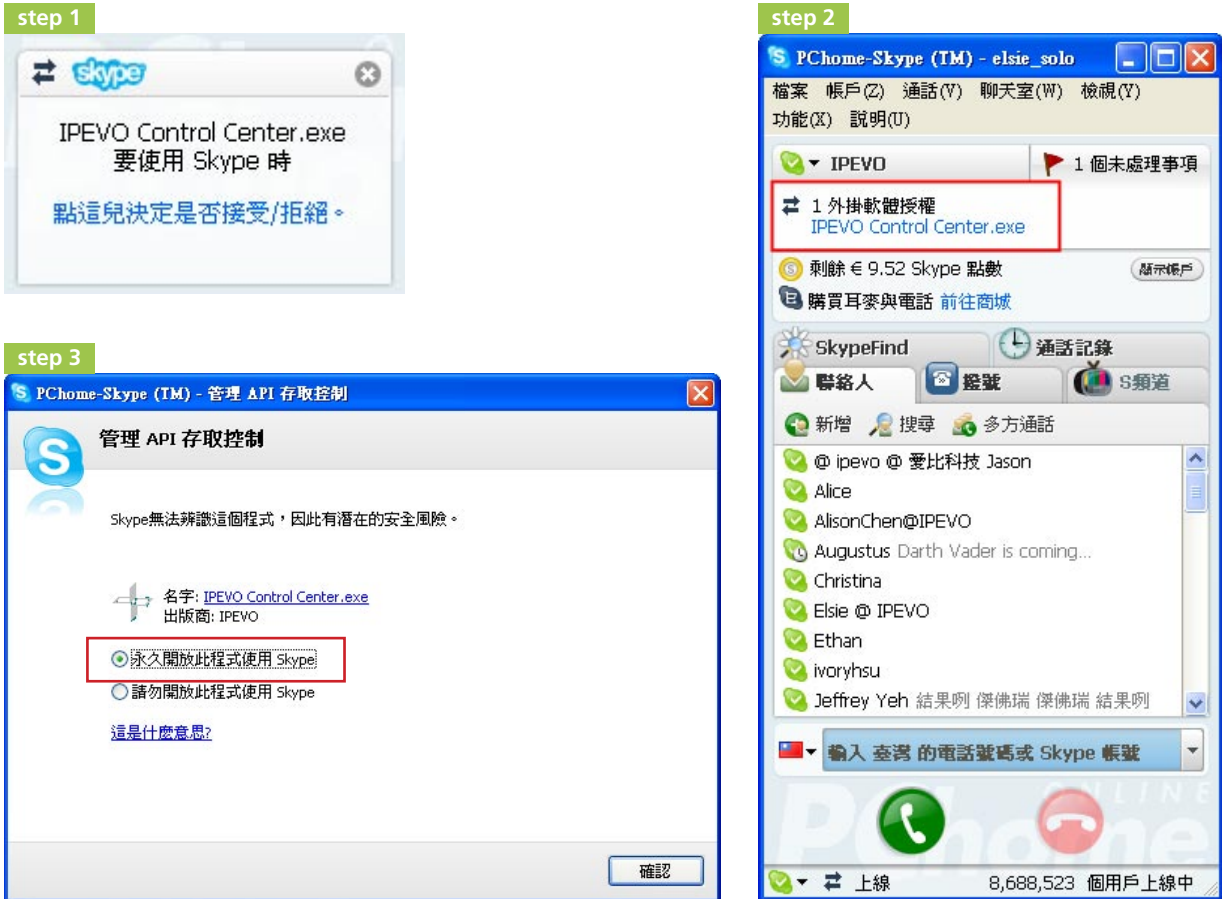 step 1
skype
IPEVO Control Center.exe
要使用 Skype 時
點這兒決定是否接受/拒絕。
step 2
PChome-Skype (TM) - elsie_solo
檔案 帳戶(Z) 通話(V) 聊天室(W) 檢視(Y)
功能(X) 説明(U)
IPEVO
1 個未處理事項
1 外掛軟體授權
IPEVO Control Center.exe
剩餘 € 9.52 Skype 點數
顯示帳戶
購買耳麥與電話 前往商城
SkypeFind
通話記錄
聯絡人
撥號
S頻道
新增 搜尋 多方通話
@ ipevo @ 愛比科技 Jason
Alice
AlisonChen@IPEVO
Augustus Darth Vader is coming...
Christina
Elsie @ IPEVO
Ethan
ivoryhsu
Jeffrey Yeh 結果咧 傑佛瑞 傑佛瑞 結果咧
輸入 臺灣 的電話號碼或 Skype 帳號
ONLINE
PChome
上線
8,688,523 個用戶上線中
step 3
PChome-Skype (TM) - 管理 API 存取控制
管理 API 存取控制
Skype無法辨識這個程式，因此有潛在的安全風險。
名字: IPEVO Control Center.exe
出版商: IPEVO
永久開放此程式使用 Skype
請勿開放此程式使用 Skype
這是什麼意思?
確認